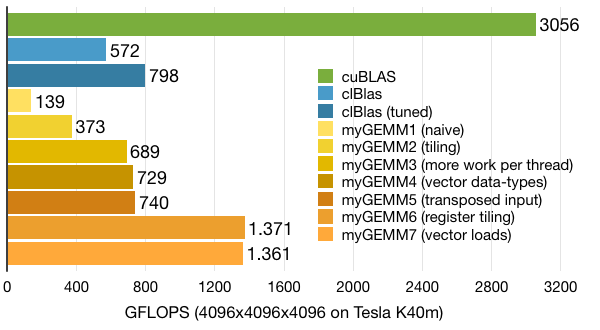 3056
572
798
139
373
689
729
740
1.371
1.361
cuBLAS
clBlas
clBlas (tuned)
myGEMM1 (naive)
myGEMM2 (tiling)
myGEMM3 (more work per thread)
myGEMM4 (vector data-types)
myGEMM5 (transposed input)
myGEMM6 (register tiling)
myGEMM7 (vector loads)
0 400 800 1200 1600 2000 2400 2800 3200
GFLOPS (4096x4096x4096 on Tesla K40m)